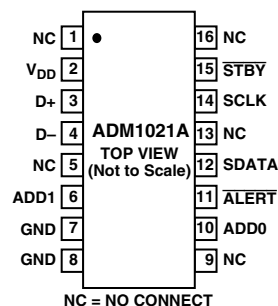 NC 1 16 NC
VDD 2 15 STBY
D+ 3 14 SCLK
D– 4 ADM1021A 13 NC
TOP VIEW
NC 5 (Not to Scale) 12 SDATA
ADD1 6 11 ALERT
GND 7 10 ADD0
GND 8 9 NC
NC = NO CONNECT